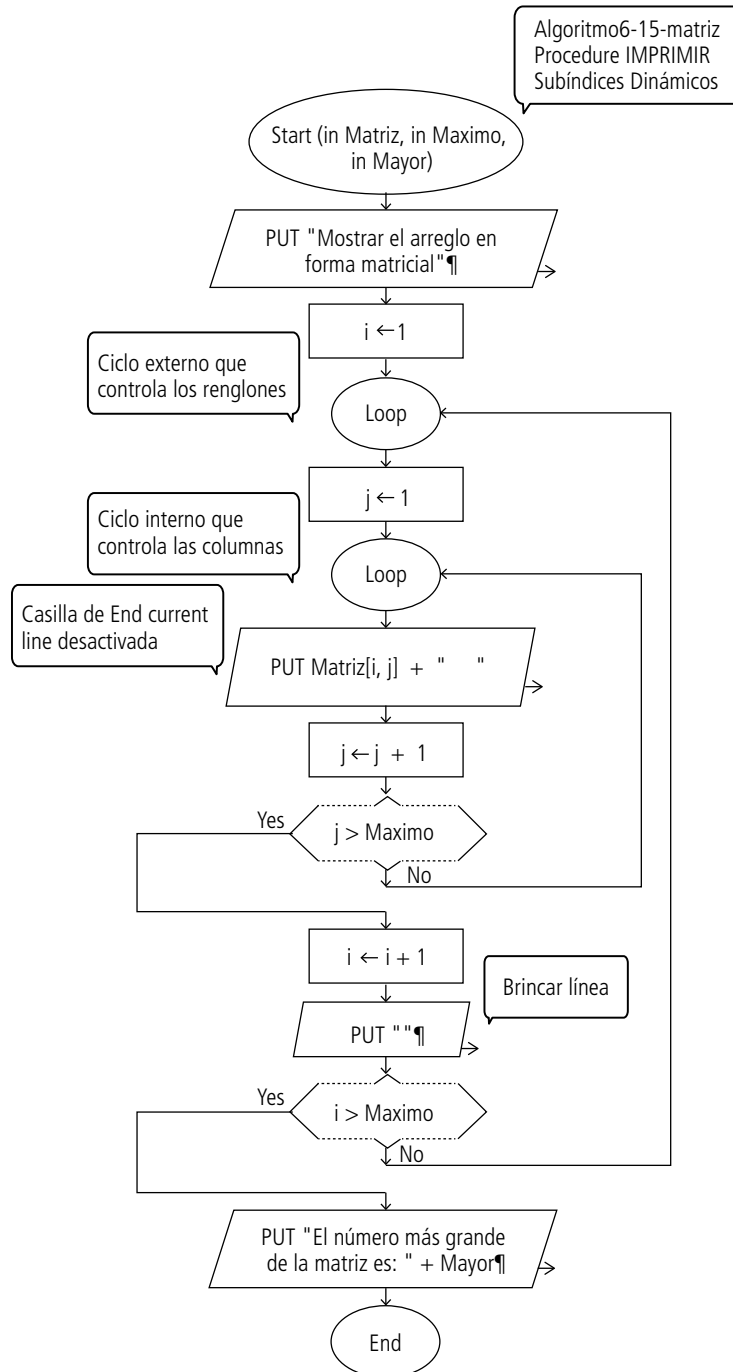 Algoritmo6-15-matriz
Procedure IMPRIMIR
Subíndices Dinámicos
Start (in Matriz, in Maximo,
in Mayor)
PUT "Mostrar el arreglo en
forma matricial"¶
i ←1
Ciclo externo que
controla los renglones
Loop
j ← 1
Ciclo interno que
controla las columnas
Loop
Casilla de End current
line desactivada
PUT Matriz[i, j] + "    "
j ← j + 1
Yes
j > Maximo
No
i ← i + 1
Brincar línea
PUT ""¶
Yes
i > Maximo
No
PUT "El número más grande
de la matriz es: " + Mayor¶
End